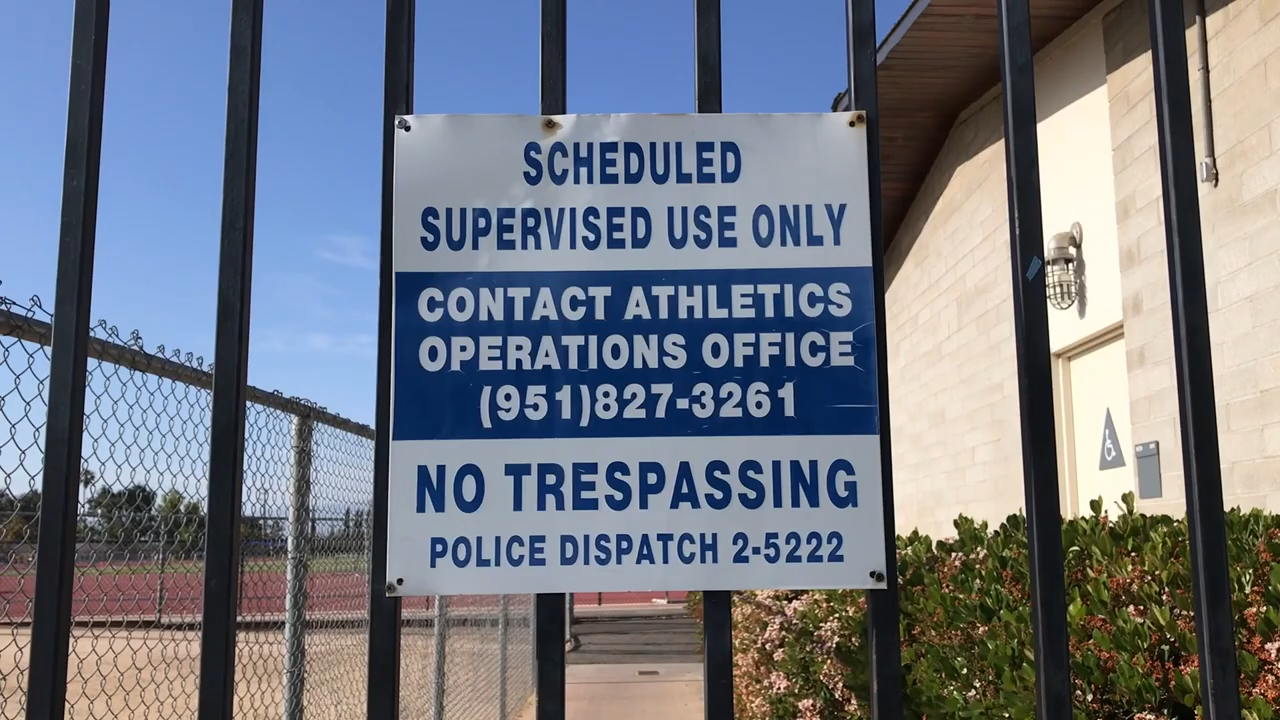 SCHEDULED
SUPERVISED USE ONLY
CONTACT ATHLETICS
OPERATIONS OFFICE
(951)827-3261
NO TRESPASSING
POLICE DISPATCH 2-5222